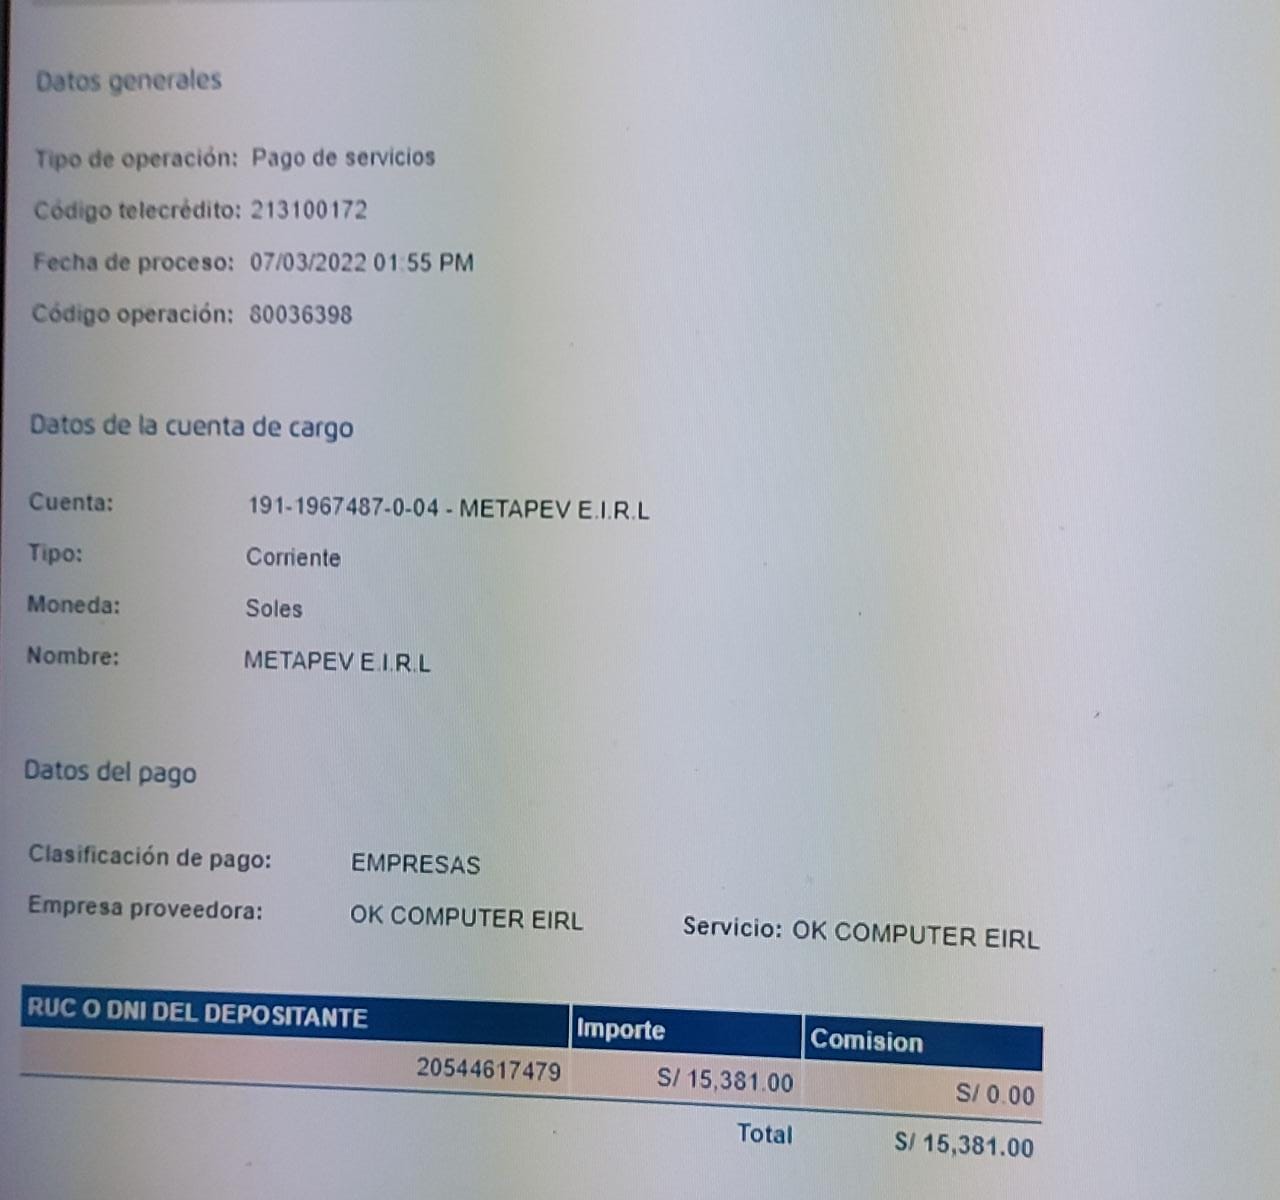 Datos generales
Tipo de operación: Pago de servicios
Código telecrédito: 213100172
Fecha de proceso: 07/03/2022 01:55 PM
Código operación: 80036398
Datos de la cuenta de cargo
Cuenta: 191-1967487-0-04 - METAPEV E.I.R.L
Tipo: Corriente
Moneda: Soles
Nombre: METAPEV E.I.R.L
Datos del pago
Clasificación de pago: EMPRESAS
Empresa proveedora: OK COMPUTER EIRL Servicio: OK COMPUTER EIRL
RUC O DNI DEL DEPOSITANTE Importe Comision
20544617479 S/ 15,381.00 S/ 0.00
Total S/ 15,381.00